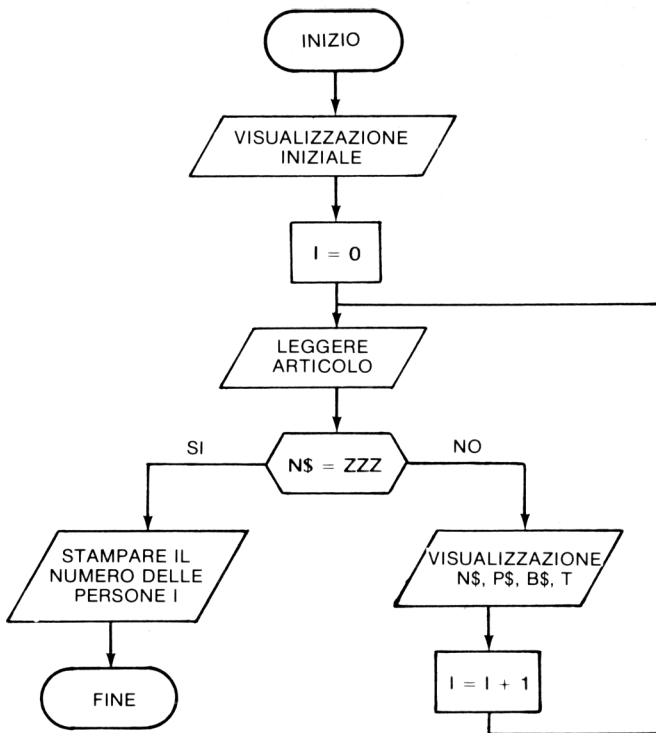 INIZIO
VISUALIZZAZIONE
INIZIALE
I = 0
LEGGERE
ARTICOLO
SI
N$ = ZZZ
NO
STAMPARE IL
NUMERO DELLE
PERSONE I
VISUALIZZAZIONE
N$, P$, B$, T
FINE
I = I + 1